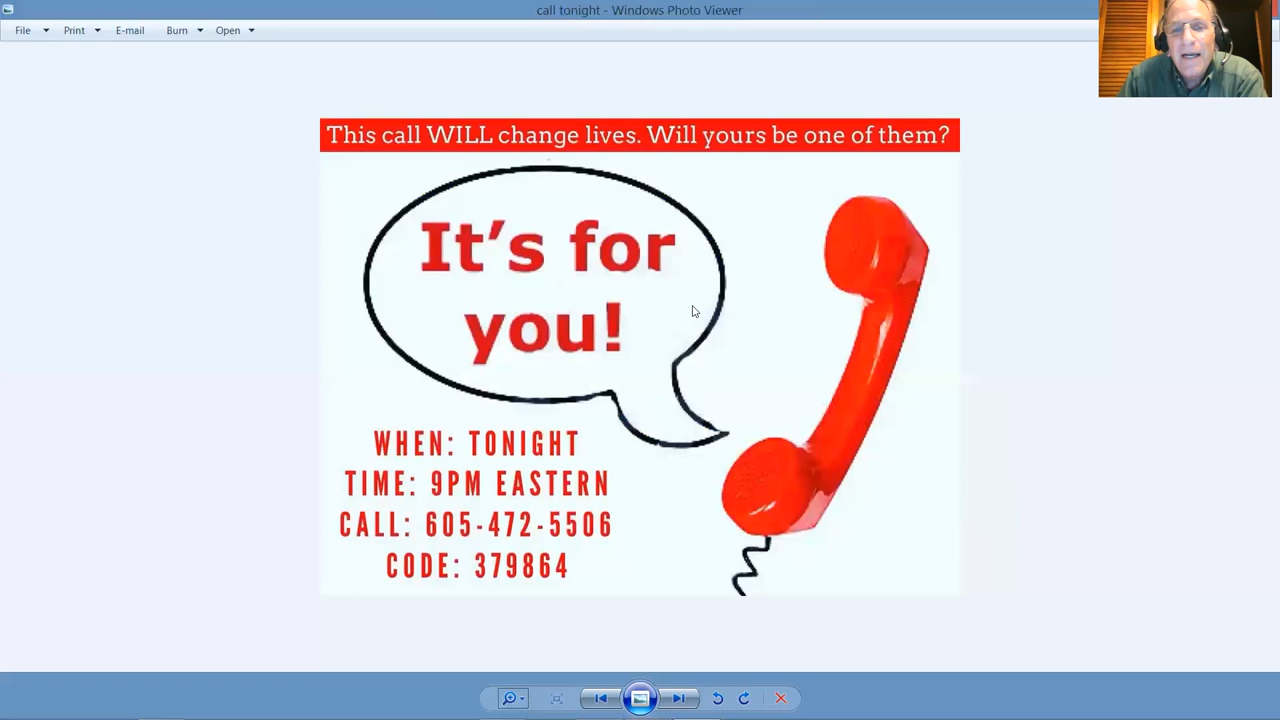 call tonight - Windows Photo Viewer
File Print E-mail Burn Open
This call WILL change lives. Will yours be one of them?
It's for
you!
WHEN: TONIGHT
TIME: 9PM EASTERN
CALL: 605-472-5506
CODE: 379864